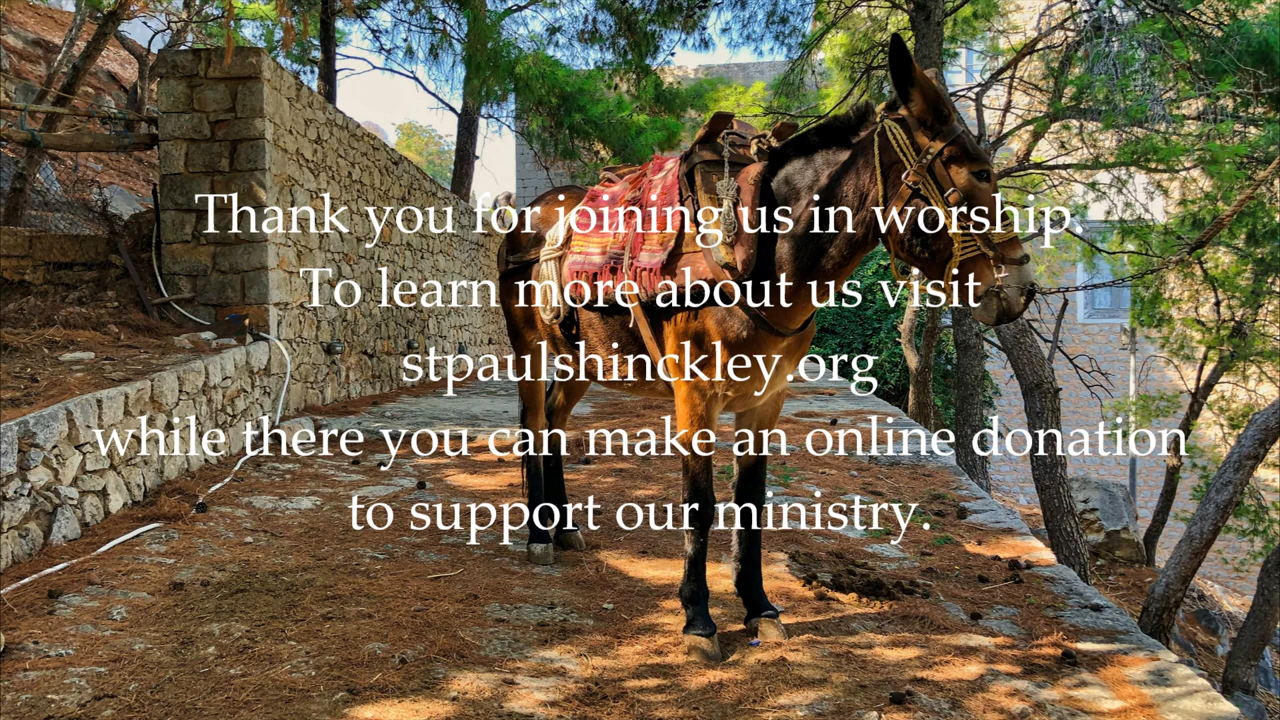 Thank you for joining us in worship.
To learn more about us visit
stpaulshinckley.org
while there you can make an online donation
to support our ministry.